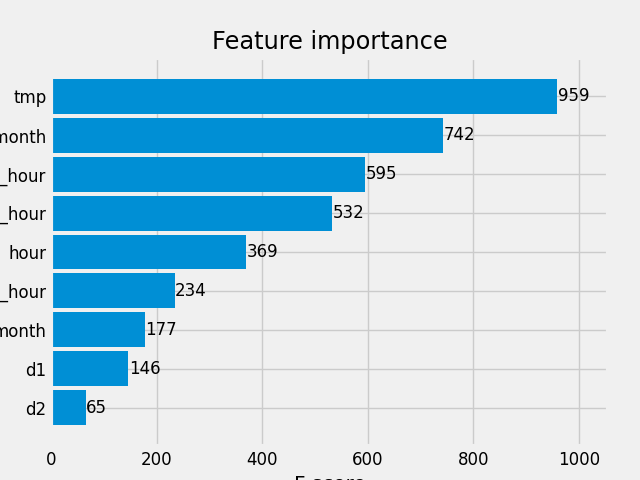 Feature importance
tmp
959
month
742
_hour
595
_hour
532
hour
369
_hour
234
month
177
d1
146
d2
65
0 200 400 600 800 1000
F score